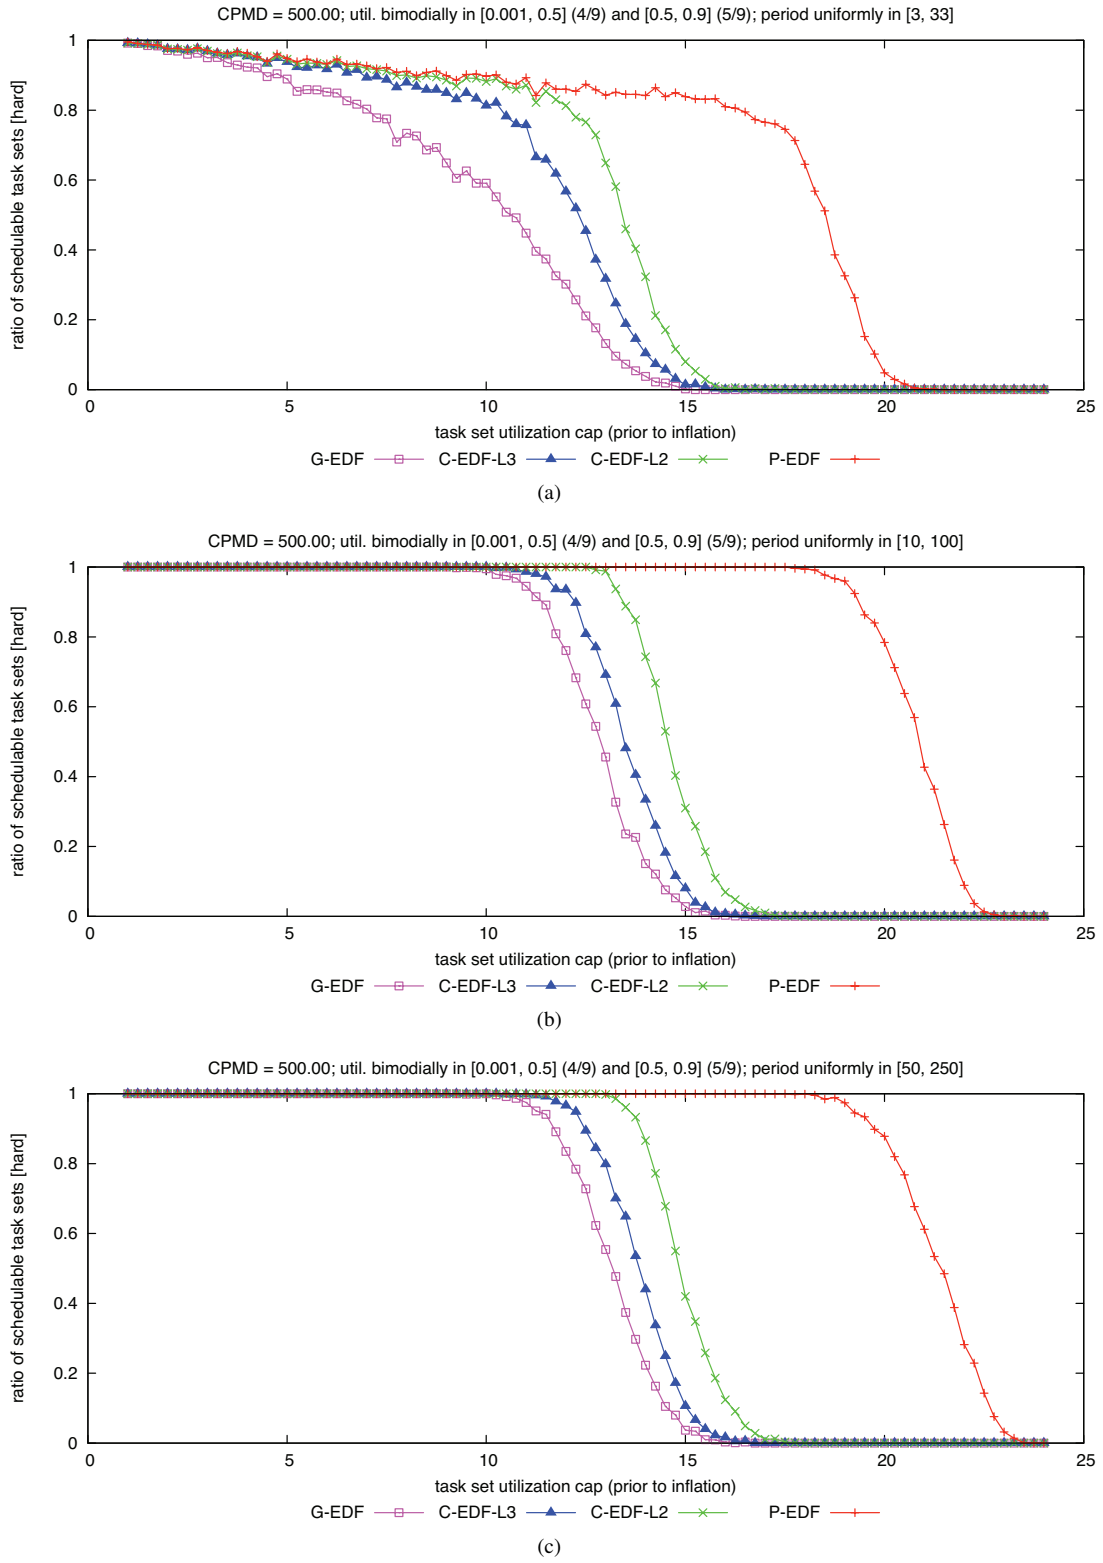 CPMD = 500.00; util. bimodially in [0.001, 0.5] (4/9) and [0.5, 0.9] (5/9); period uniformly in [3, 33]
ratio of schedulable task sets [hard]
1
0.8
0.6
0.4
0.2
0
0 5 10 15 20 25
task set utilization cap (prior to inflation)
G-EDF C-EDF-L3 C-EDF-L2 P-EDF
(a)
CPMD = 500.00; util. bimodially in [0.001, 0.5] (4/9) and [0.5, 0.9] (5/9); period uniformly in [10, 100]
ratio of schedulable task sets [hard]
1
0.8
0.6
0.4
0.2
0
0 5 10 15 20 25
task set utilization cap (prior to inflation)
G-EDF C-EDF-L3 C-EDF-L2 P-EDF
(b)
CPMD = 500.00; util. bimodially in [0.001, 0.5] (4/9) and [0.5, 0.9] (5/9); period uniformly in [50, 250]
ratio of schedulable task sets [hard]
1
0.8
0.6
0.4
0.2
0
0 5 10 15 20 25
task set utilization cap (prior to inflation)
G-EDF C-EDF-L3 C-EDF-L2 P-EDF
(c)